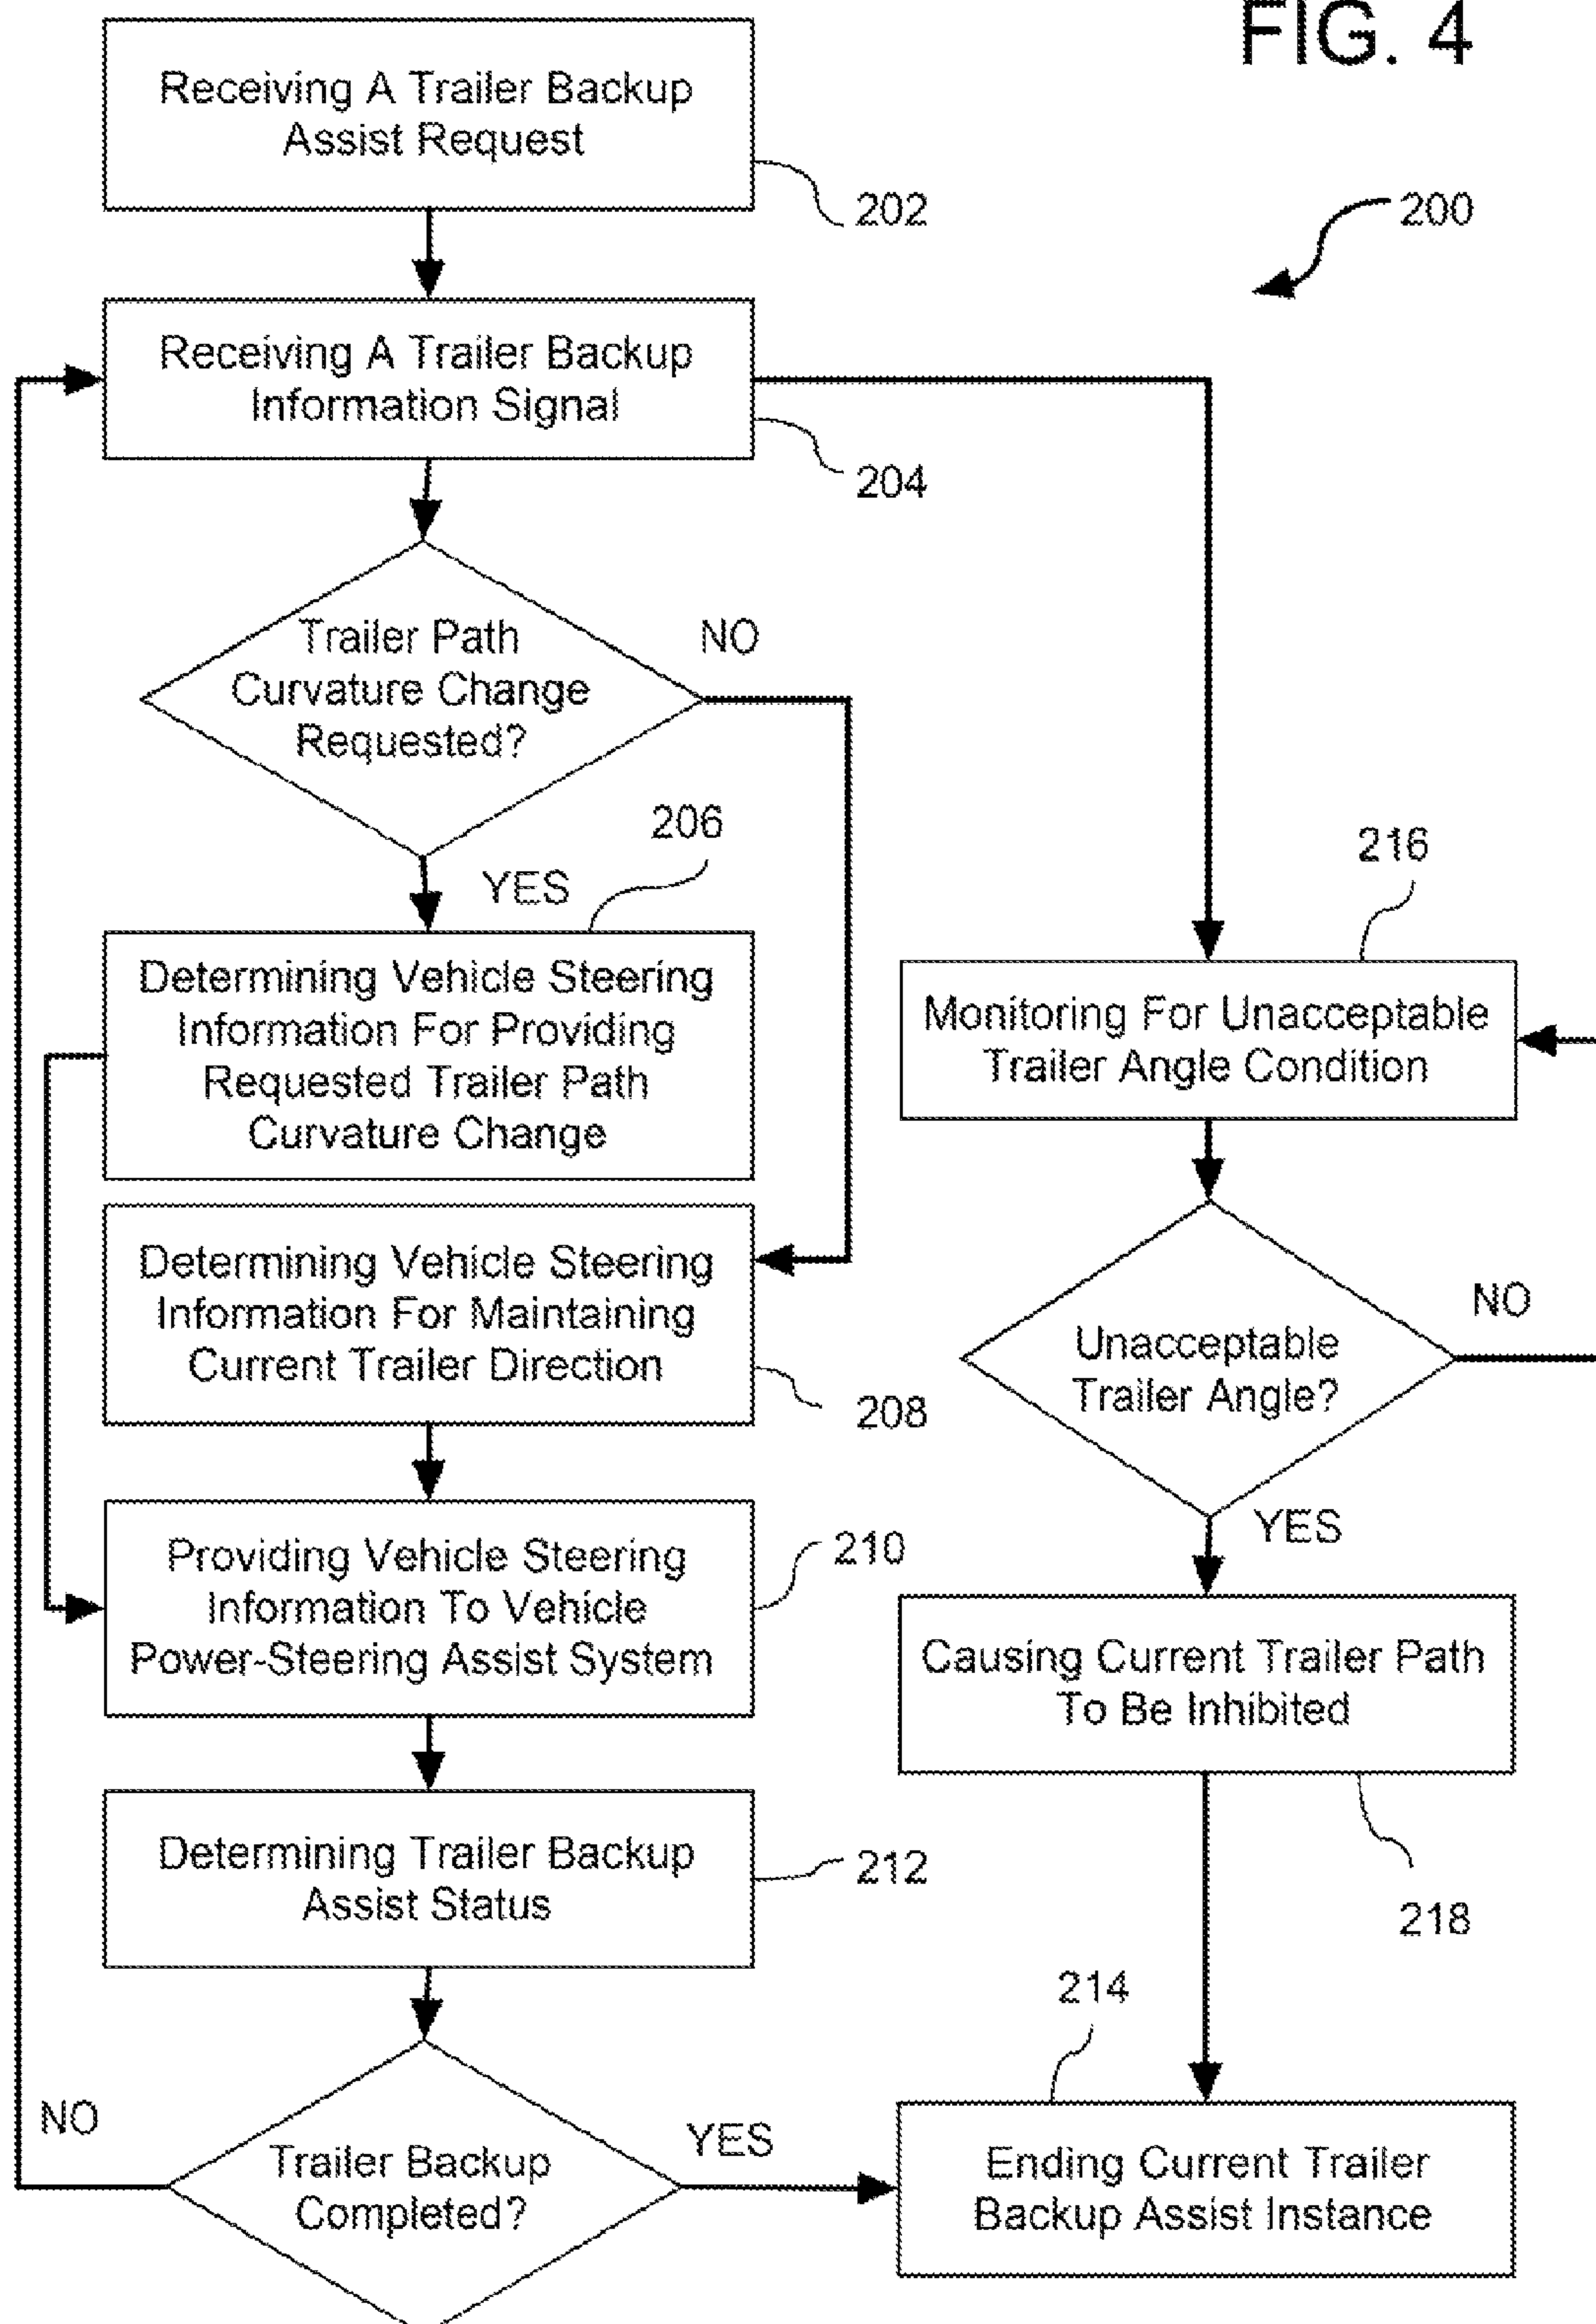 FIG. 4
Receiving A Trailer Backup
Assist Request
202
200
Receiving A Trailer Backup
Information Signal
204
Trailer Path
Curvature Change
Requested?
NO
YES
206
Determining Vehicle Steering
Information For Providing
Requested Trailer Path
Curvature Change
Determining Vehicle Steering
Information For Maintaining
Current Trailer Direction
208
Providing Vehicle Steering
Information To Vehicle
Power-Steering Assist System
210
Determining Trailer Backup
Assist Status
212
Trailer Backup
Completed?
NO
YES
216
Monitoring For Unacceptable
Trailer Angle Condition
Unacceptable
Trailer Angle?
NO
YES
Causing Current Trailer Path
To Be Inhibited
218
214
Ending Current Trailer
Backup Assist Instance